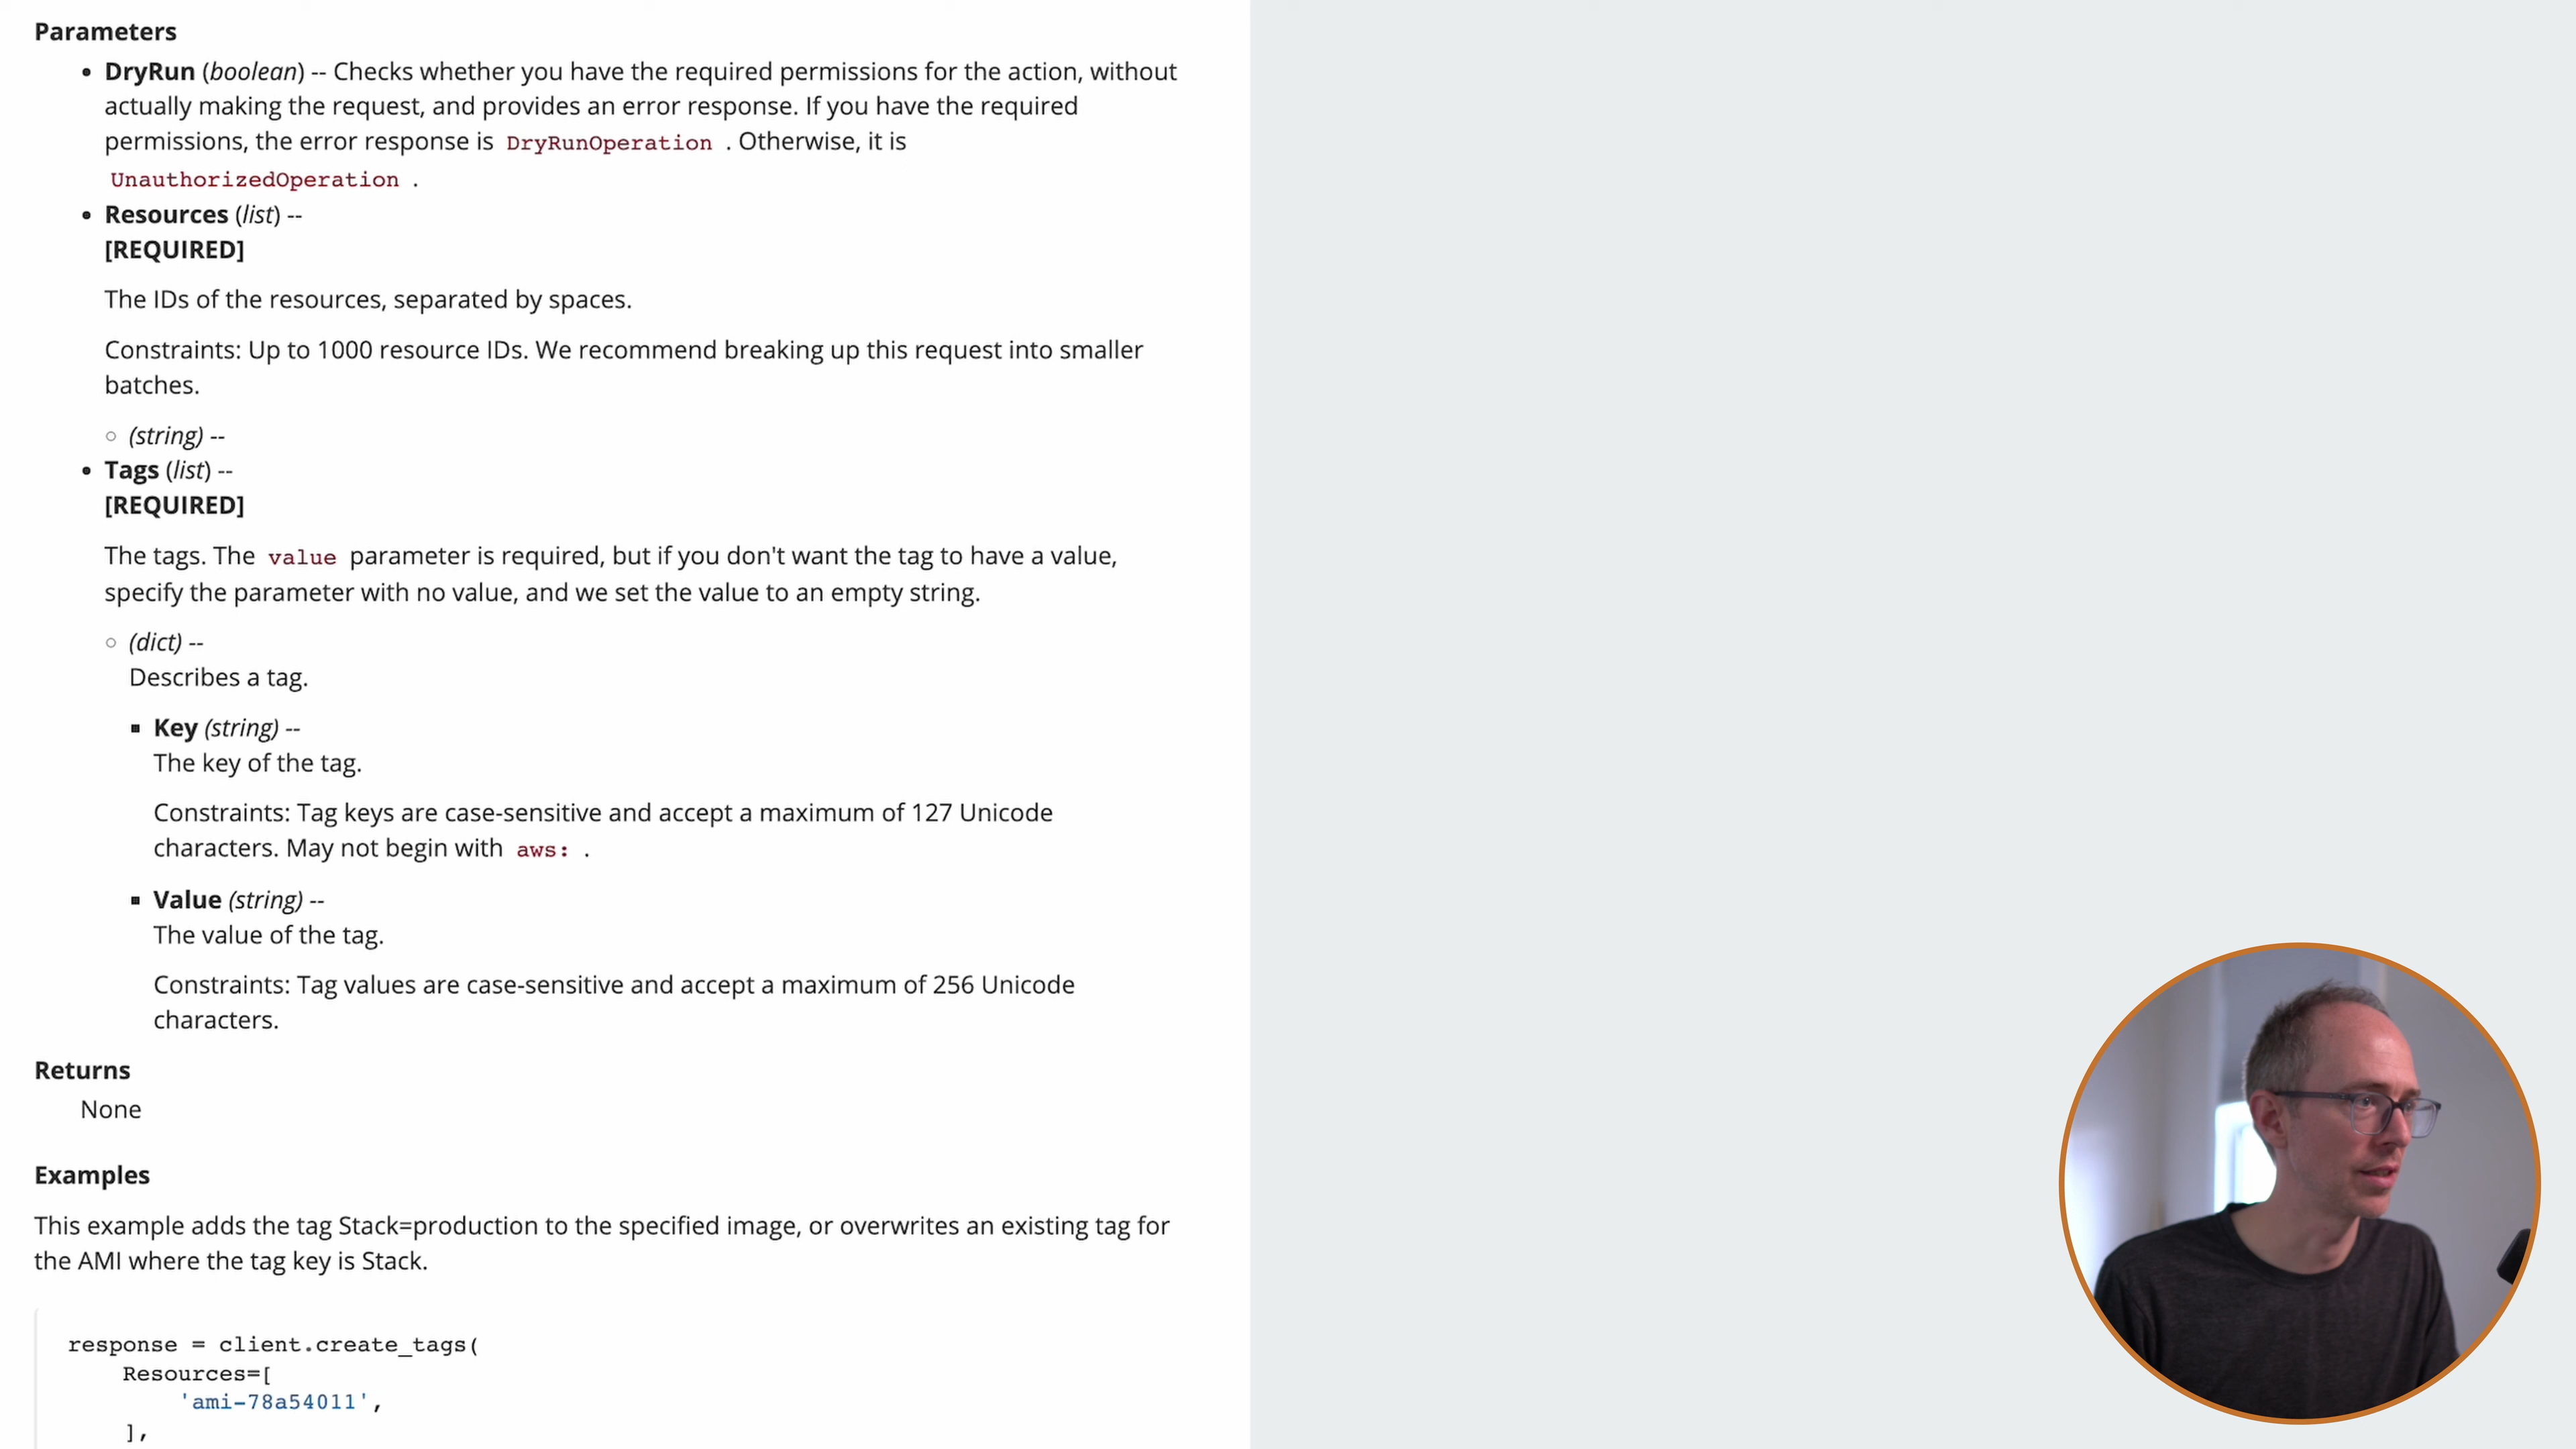 Parameters
• DryRun (boolean) -- Checks whether you have the required permissions for the action, without
actually making the request, and provides an error response. If you have the required
permissions, the error response is DryRunOperation . Otherwise, it is
UnauthorizedOperation .
• Resources (list) --
[REQUIRED]
The IDs of the resources, separated by spaces.
Constraints: Up to 1000 resource IDs. We recommend breaking up this request into smaller
batches.
○ (string) --
• Tags (list) --
[REQUIRED]
The tags. The value parameter is required, but if you don't want the tag to have a value,
specify the parameter with no value, and we set the value to an empty string.
○ (dict) --
Describes a tag.
▪ Key (string) --
The key of the tag.
Constraints: Tag keys are case-sensitive and accept a maximum of 127 Unicode
characters. May not begin with aws: .
▪ Value (string) --
The value of the tag.
Constraints: Tag values are case-sensitive and accept a maximum of 256 Unicode
characters.
Returns
None
Examples
This example adds the tag Stack=production to the specified image, or overwrites an existing tag for
the AMI where the tag key is Stack.
response = client.create_tags(
Resources=[
'ami-78a54011',
],